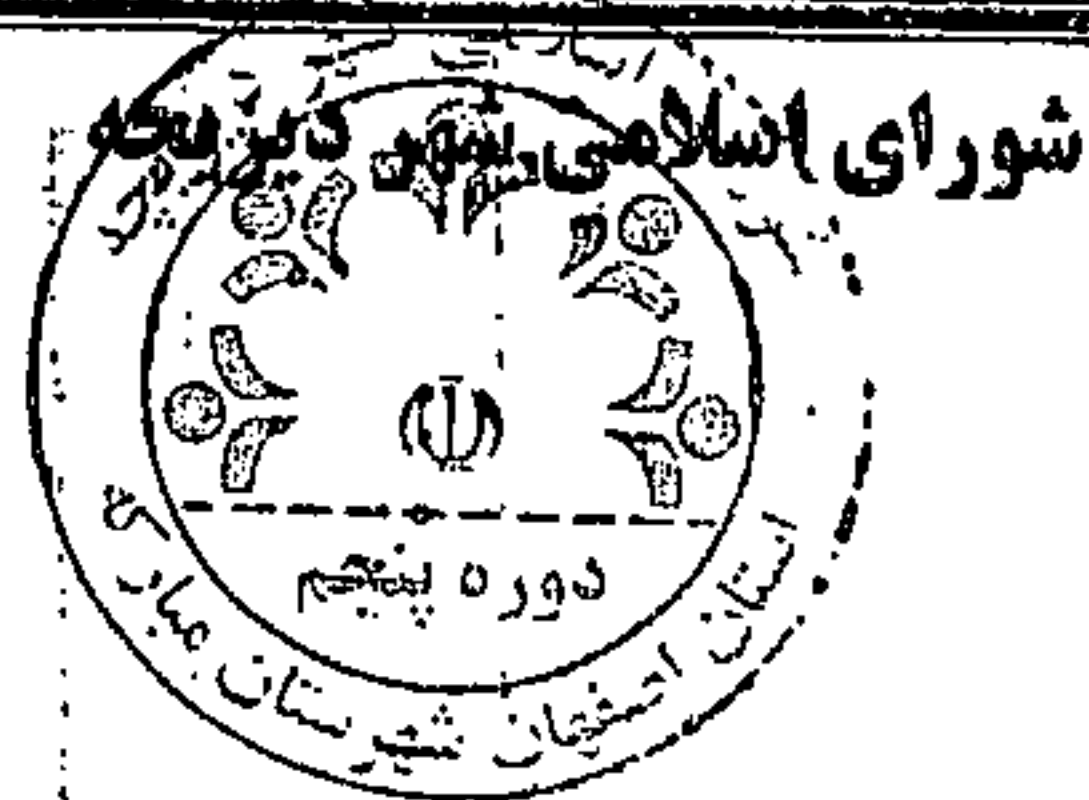 شورای اسلامی شهر دیزیچه
دوره پنجم
استان اصفهان شهرستان مبارکه